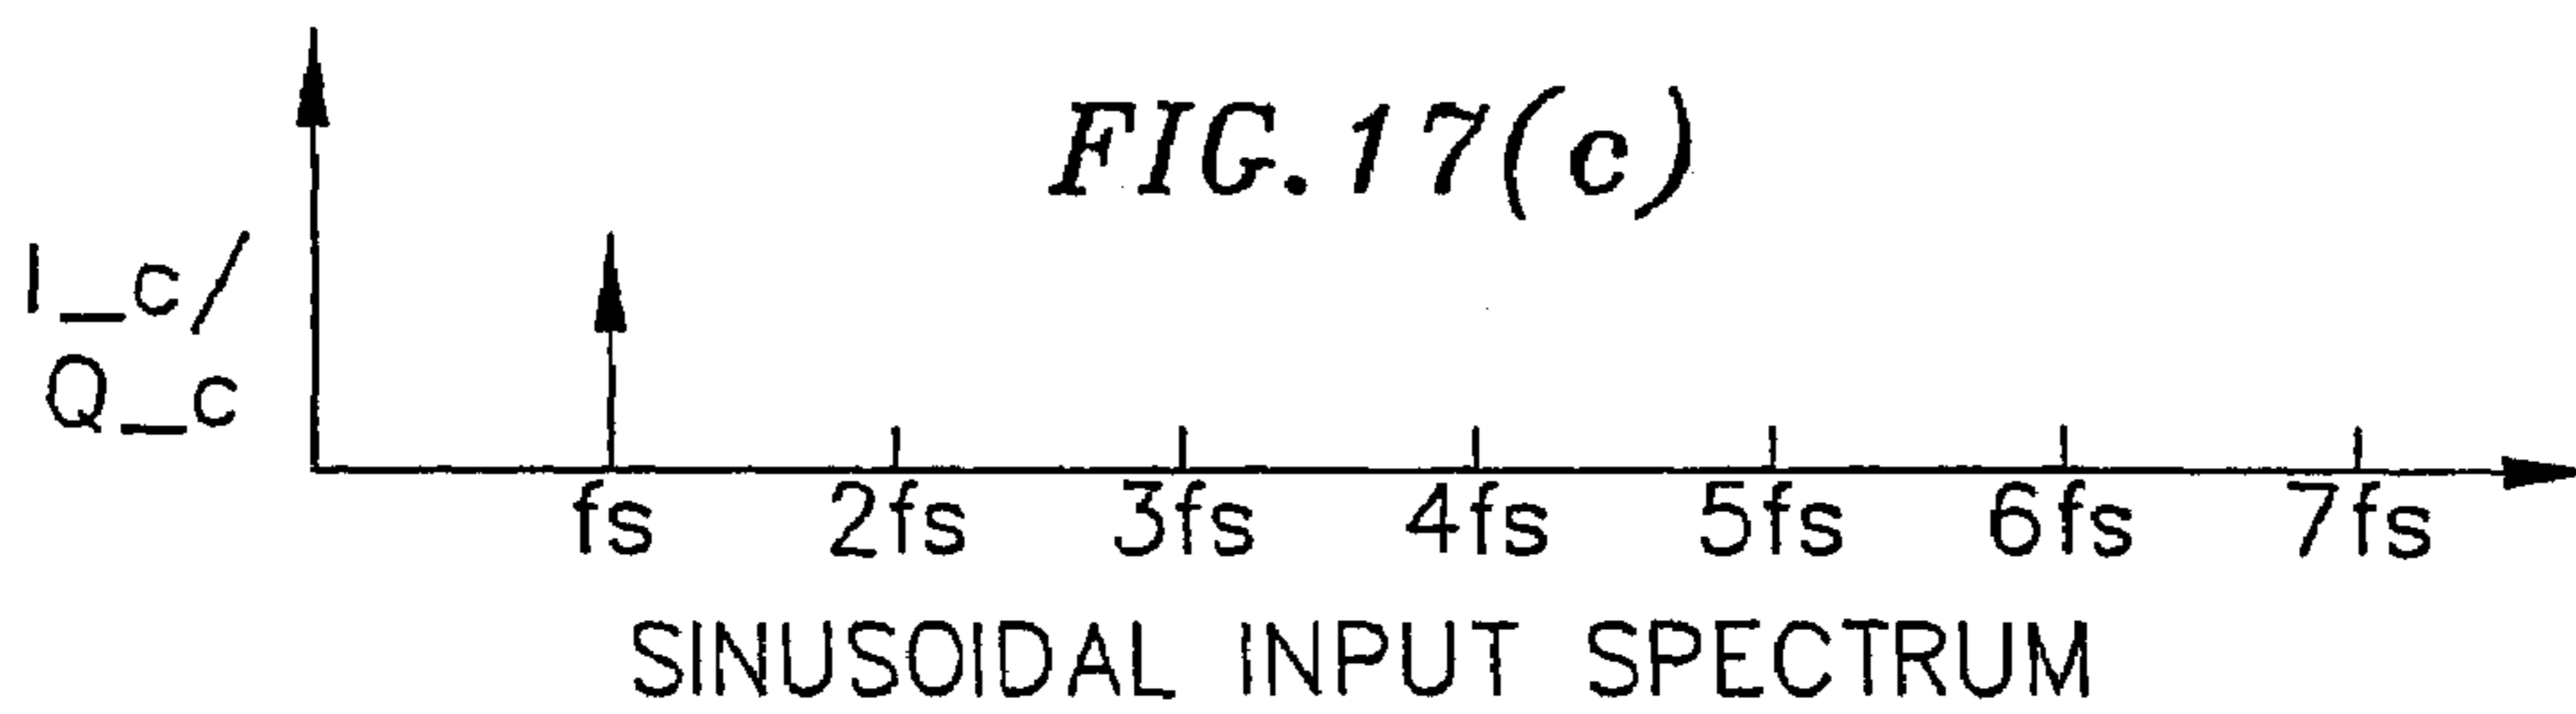 FIG.17(c)
I_c/
Q_c
fs 2fs 3fs 4fs 5fs 6fs 7fs
SINUSOIDAL INPUT SPECTRUM